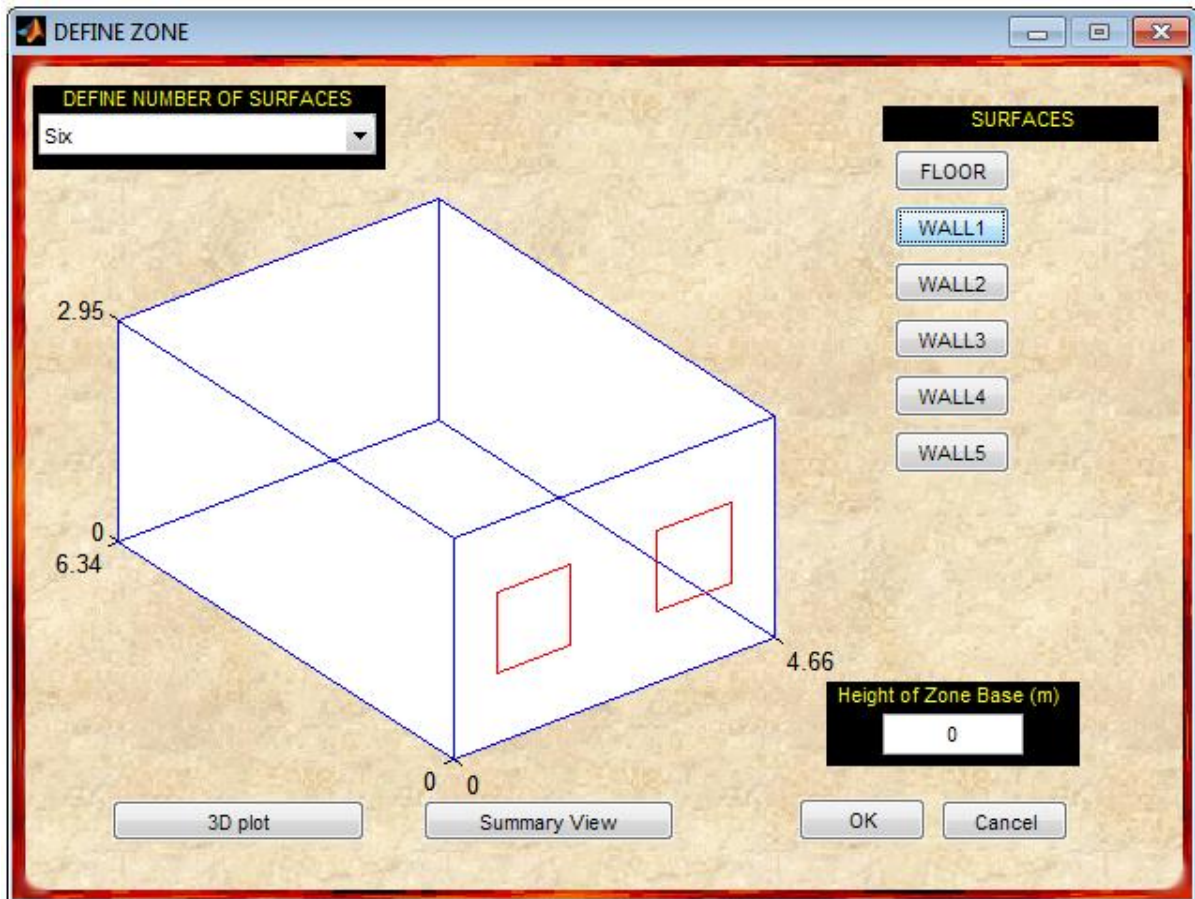 DEFINE ZONE
DEFINE NUMBER OF SURFACES
Six
SURFACES
FLOOR
WALL1
WALL2
WALL3
WALL4
WALL5
2.95
0
6.34
4.66
0 0
Height of Zone Base (m)
0
3D plot
Summary View
OK
Cancel